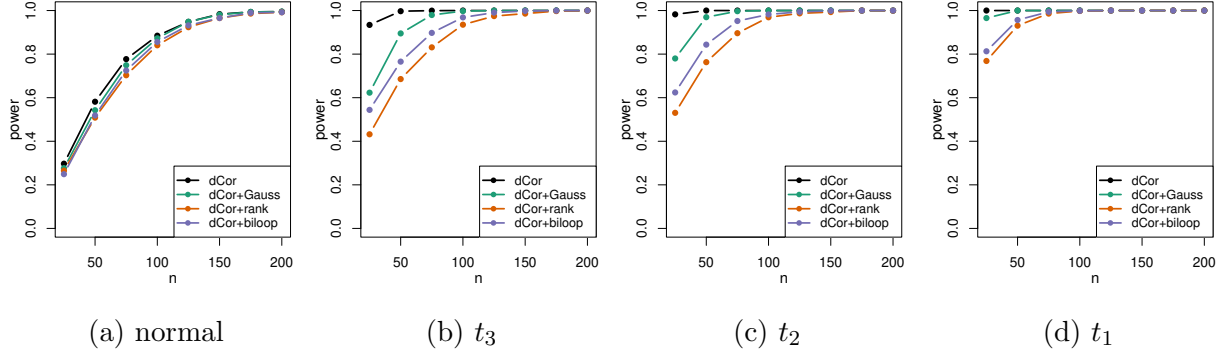 power
1.0
0.8
0.6
0.4
0.2
0.0
dCor
dCor+Gauss
dCor+rank
dCor+biloop
50 100 150 200
n
(a) normal
power
1.0
0.8
0.6
0.4
0.2
0.0
dCor
dCor+Gauss
dCor+rank
dCor+biloop
50 100 150 200
n
(b) t₃
power
1.0
0.8
0.6
0.4
0.2
0.0
dCor
dCor+Gauss
dCor+rank
dCor+biloop
50 100 150 200
n
(c) t₂
power
1.0
0.8
0.6
0.4
0.2
0.0
dCor
dCor+Gauss
dCor+rank
dCor+biloop
50 100 150 200
n
(d) t₁